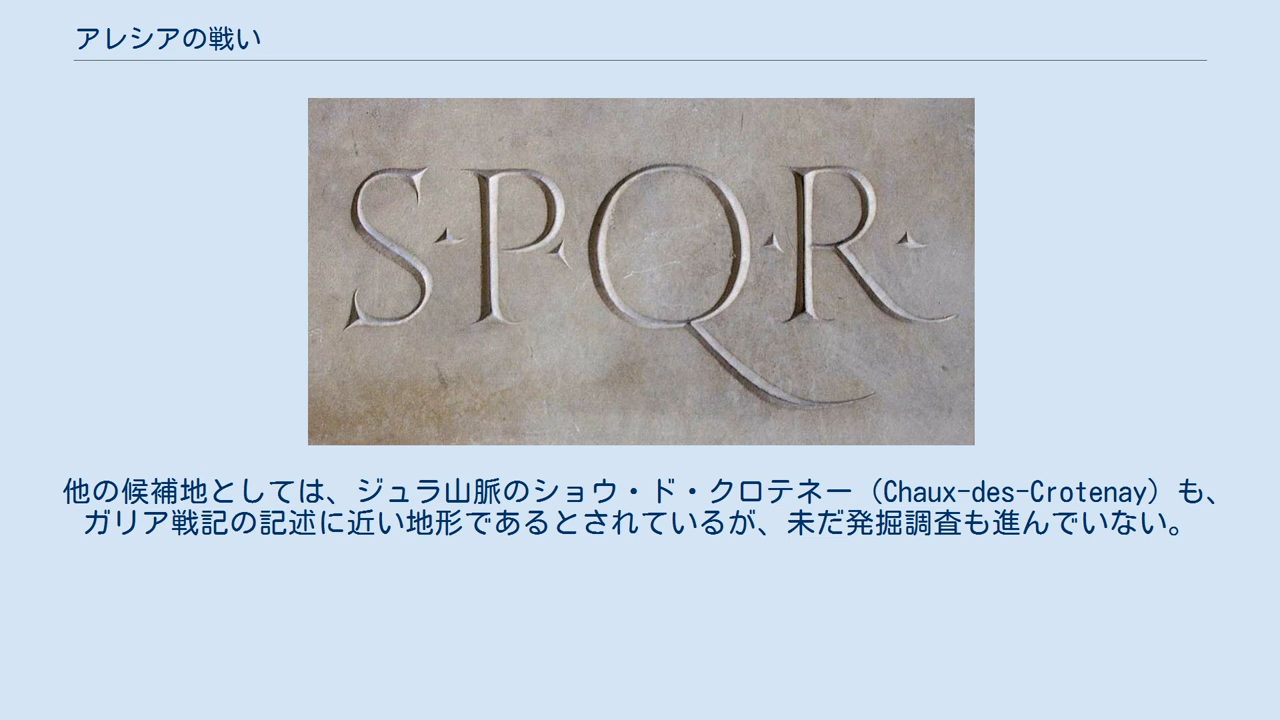 アレシアの戦い
S·P·Q·R·
他の候補地としては、ジュラ山脈のショウ・ド・クロテネー（Chaux-des-Crotenay）も、
ガリア戦記の記述に近い地形であるとされているが、未だ発掘調査も進んでいない。